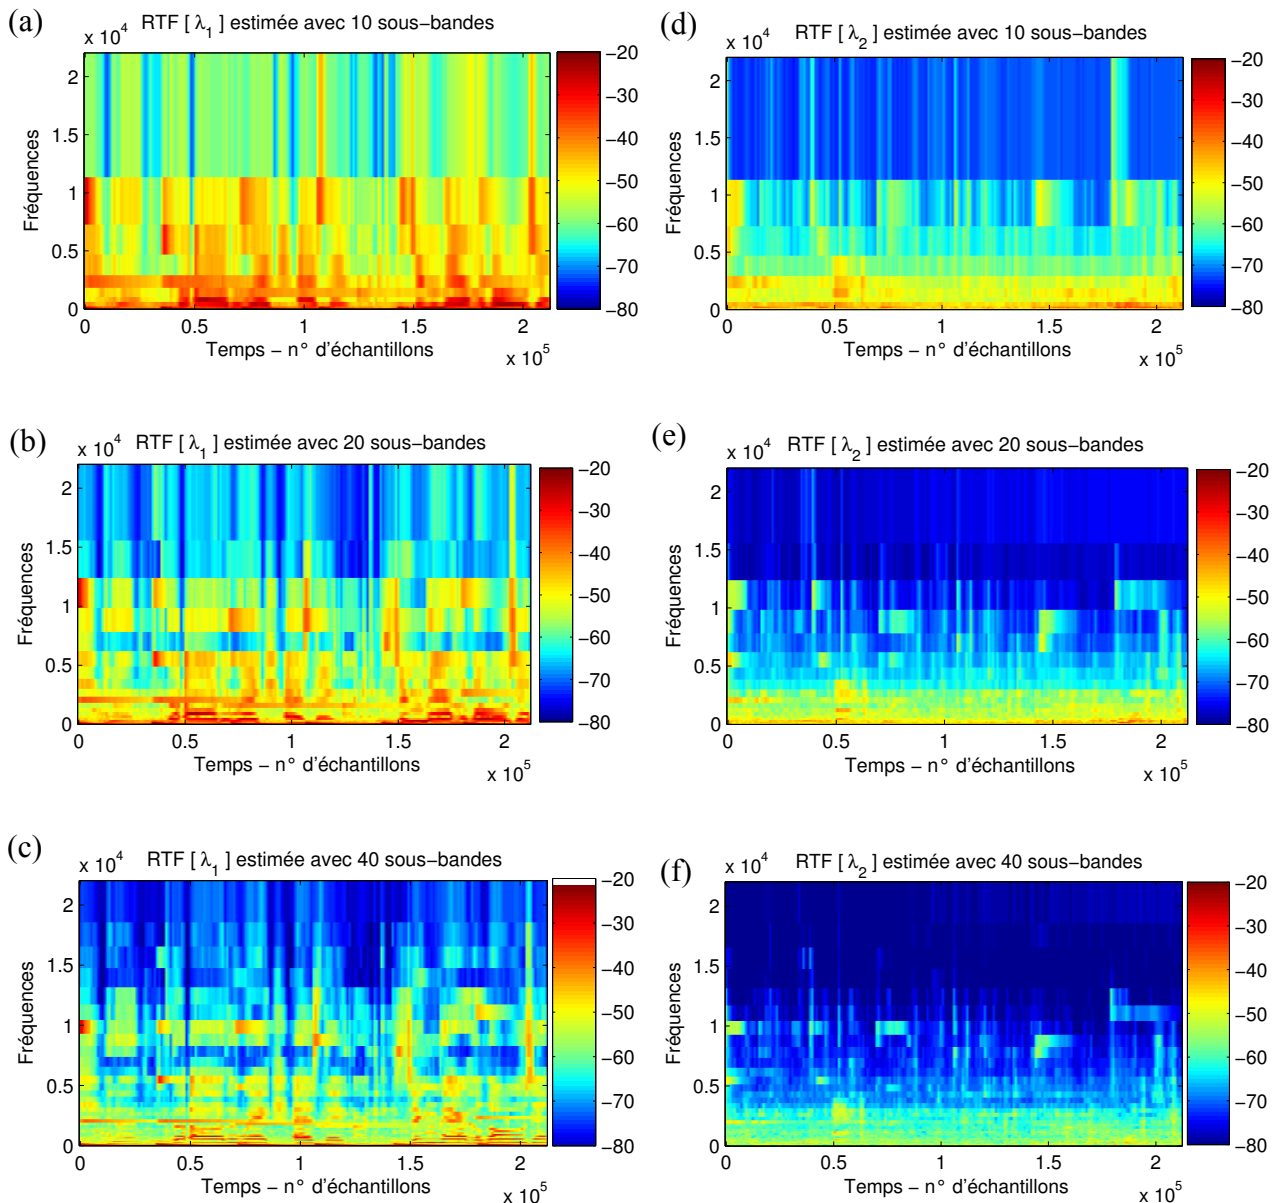 (a)
RTF [ λ1 ] estimée avec 10 sous−bandes
x 10^4
2
1.5
1
0.5
0
Fréquences
0 0.5 1 1.5 2
x 10^5
Temps − n° d'échantillons
−20
−30
−40
−50
−60
−70
−80
(d)
RTF [ λ2 ] estimée avec 10 sous−bandes
x 10^4
2
1.5
1
0.5
0
Fréquences
0 0.5 1 1.5 2
x 10^5
Temps − n° d'échantillons
−20
−30
−40
−50
−60
−70
−80
(b)
RTF [ λ1 ] estimée avec 20 sous−bandes
x 10^4
2
1.5
1
0.5
0
Fréquences
0 0.5 1 1.5 2
x 10^5
Temps − n° d'échantillons
−20
−30
−40
−50
−60
−70
−80
(e)
RTF [ λ2 ] estimée avec 20 sous−bandes
x 10^4
2
1.5
1
0.5
0
Fréquences
0 0.5 1 1.5 2
x 10^5
Temps − n° d'échantillons
−20
−30
−40
−50
−60
−70
−80
(c)
RTF [ λ1 ] estimée avec 40 sous−bandes
x 10^4
2
1.5
1
0.5
0
Fréquences
0 0.5 1 1.5 2
x 10^5
Temps − n° d'échantillons
−20
−30
−40
−50
−60
−70
−80
(f)
RTF [ λ2 ] estimée avec 40 sous−bandes
x 10^4
2
1.5
1
0.5
0
Fréquences
0 0.5 1 1.5 2
x 10^5
Temps − n° d'échantillons
−20
−30
−40
−50
−60
−70
−80